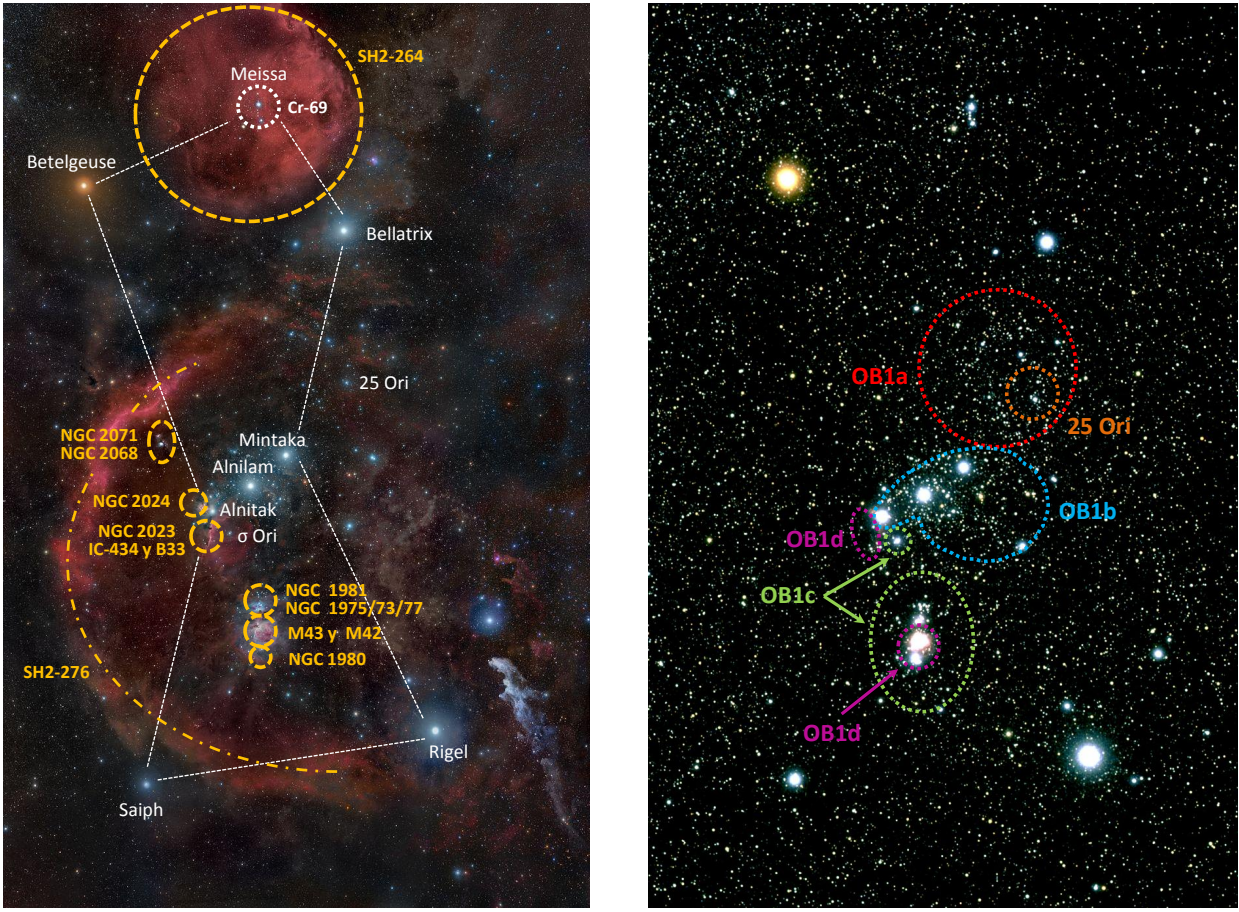 SH2-264
Meissa
Cr-69
Betelgeuse
Bellatrix
25 Ori
NGC 2071
NGC 2068
Mintaka
Alnilam
NGC 2024
Alnitak
NGC 2023
IC-434 y B33
σ Ori
NGC 1981
NGC 1975/73/77
M43 y M42
NGC 1980
SH2-276
Rigel
Saiph
OB1a
25 Ori
OB1b
OB1d
OB1c
OB1d